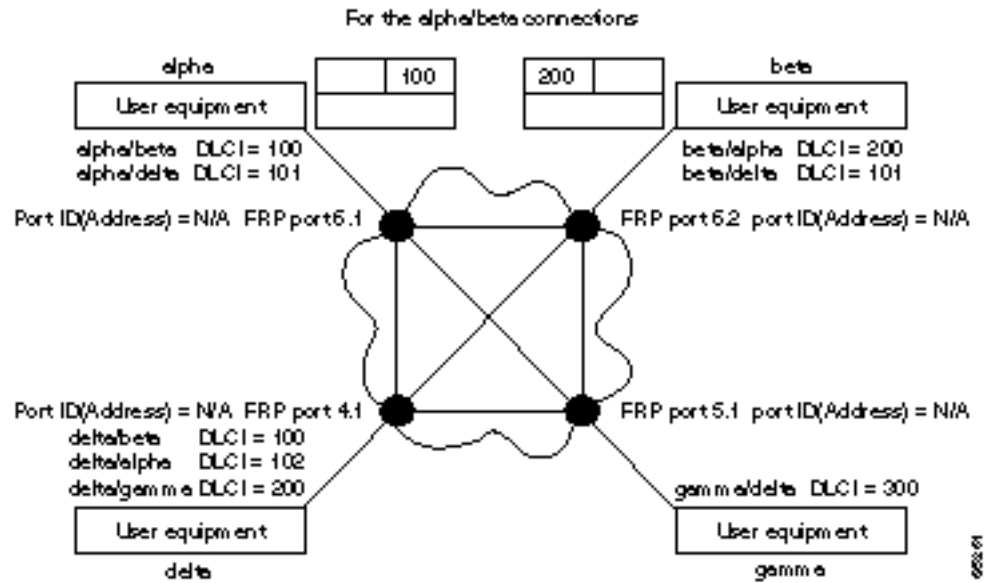 For the alpha/beta connections
alpha
100
200
beta
User equipment
User equipment
alpha/beta DLCI = 100
alpha/delta DLCI = 101
beta/alpha DLCI = 200
beta/delta DLCI = 101
Port ID(Address) = N/A FRP port 6.1
FRP port 6.2 port ID(Address) = N/A
Port ID(Address) = N/A FRP port 4.1
FRP port 5.1 port ID(Address) = N/A
delta/beta DLCI = 100
delta/alpha DLCI = 102
delta/gamma DLCI = 200
gamma/delta DLCI = 300
User equipment
User equipment
delta
gamma